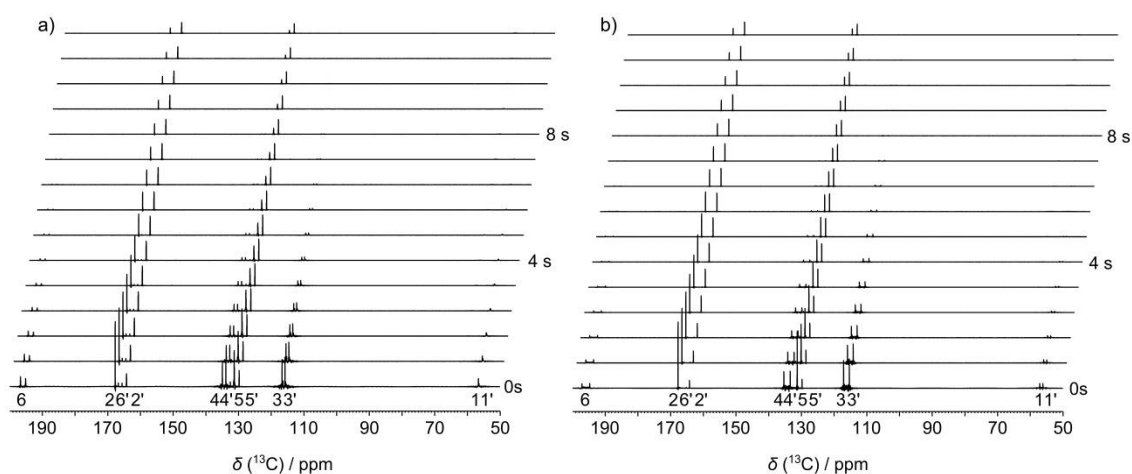 a)
8 s
4 s
0s
6 26'2' 44'55' 33' 11'
190 170 150 130 110 90 70 50
δ (¹³C) / ppm
b)
8 s
4 s
0s
6 26'2' 44'55' 33' 11'
190 170 150 130 110 90 70 50
δ (¹³C) / ppm